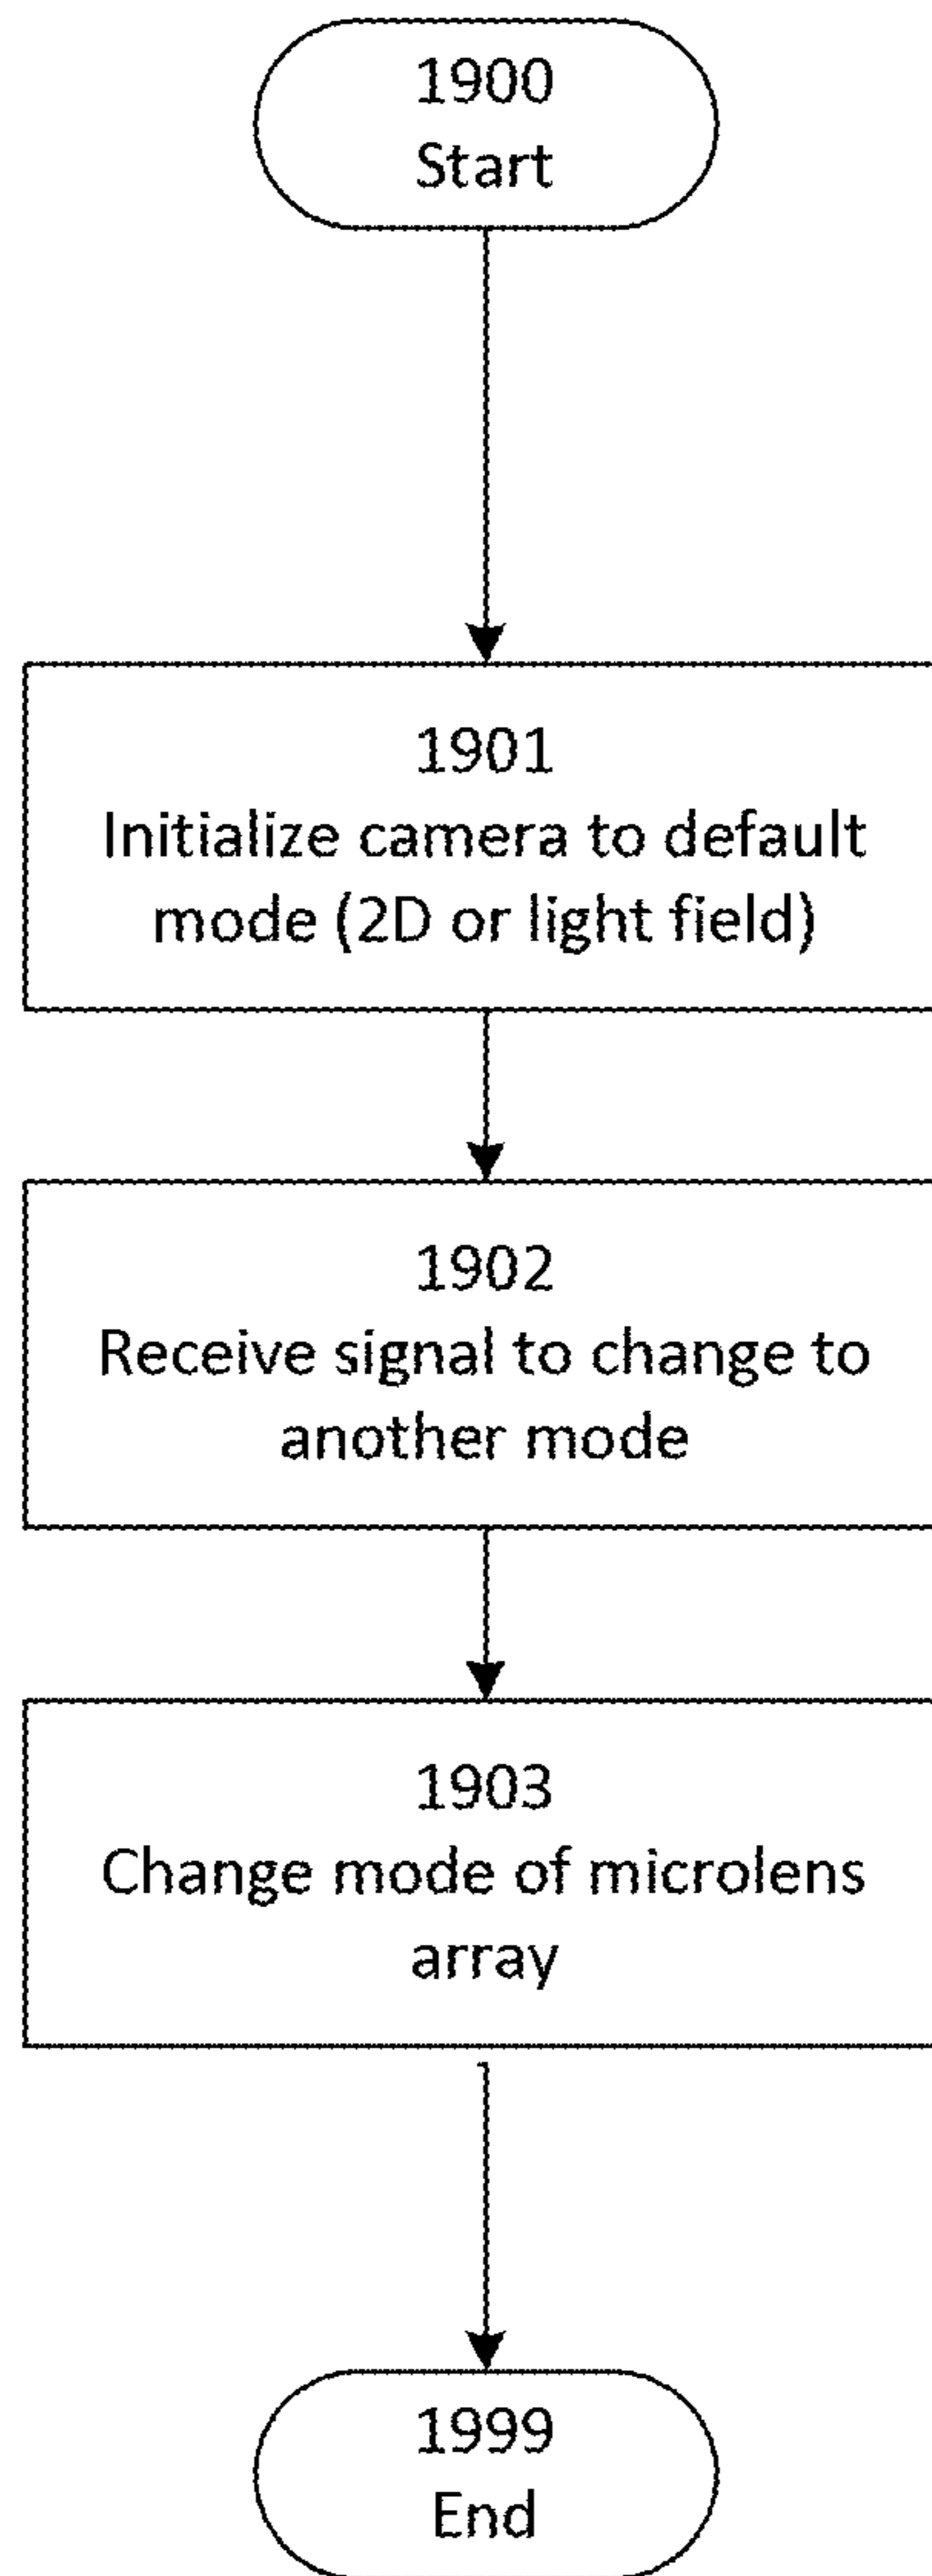 1900
Start
1901
Initialize camera to default
mode (2D or light field)
1902
Receive signal to change to
another mode
1903
Change mode of microlens
array
1999
End